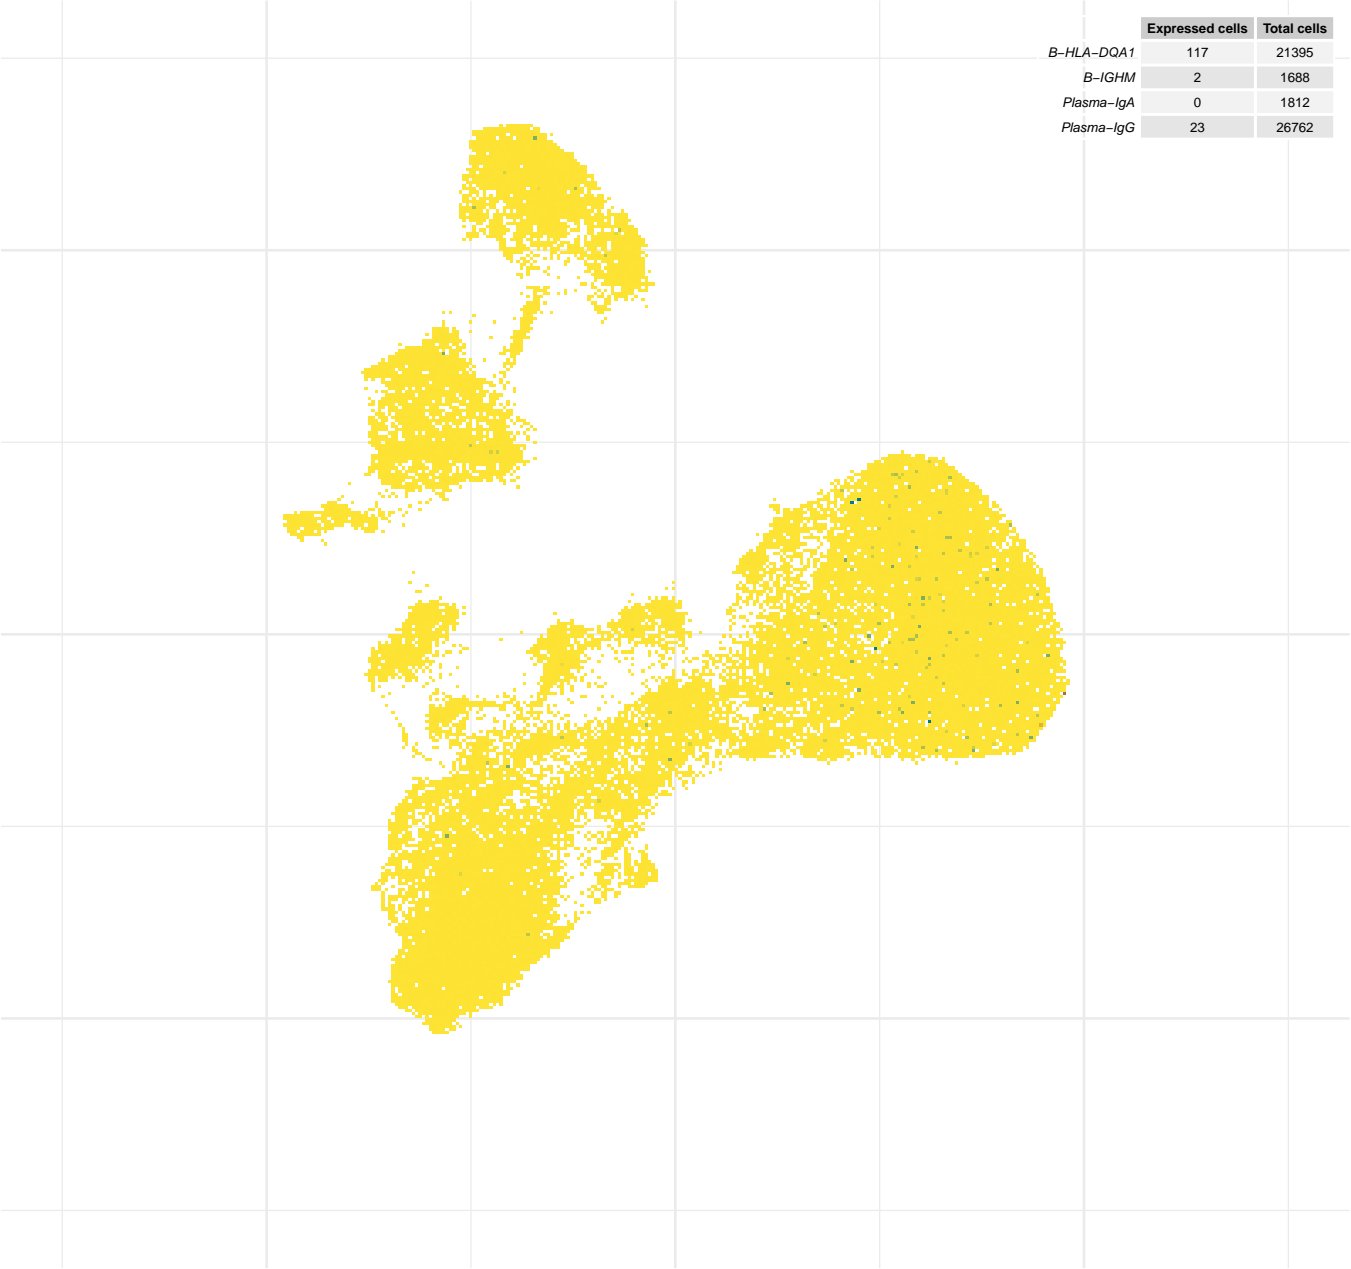 Expressed cells Total cells
B−HLA−DQA1 117 21395
B−IGHM 2 1688
Plasma−IgA 0 1812
Plasma−IgG 23 26762